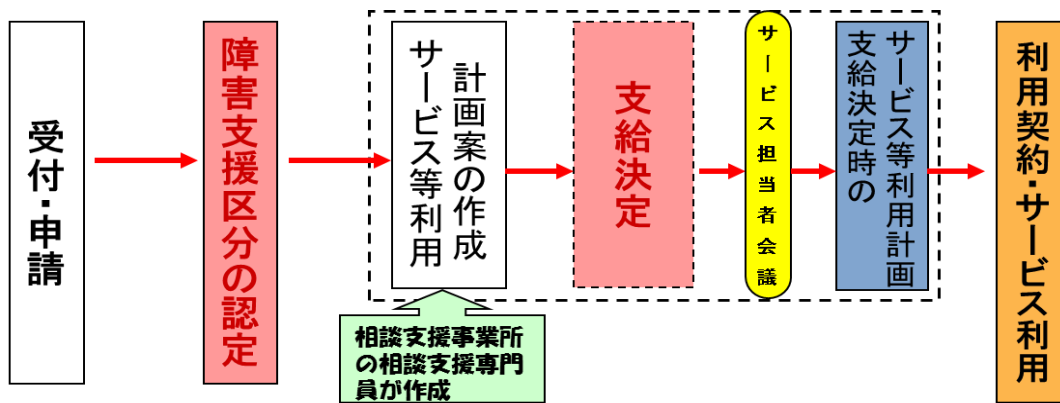 受付・申請
障害支援区分の認定
サービス等利用
計画案の作成
相談支援事業所
の相談支援専門
員が作成
支給決定
サービス担当者会議
支給決定時の
サービス等利用計画
利用契約・サービス利用